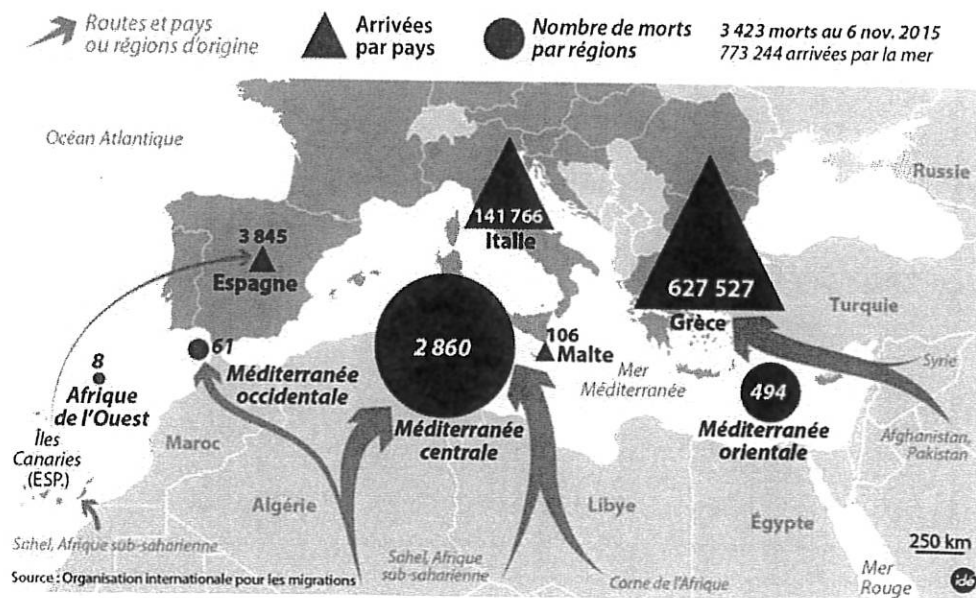 Routes et pays
ou régions d'origine
Arrivées
par pays
Nombre de morts
par régions
3 423 morts au 6 nov. 2015
773 244 arrivées par la mer
Océan Atlantique
Russie
141 766
Italie
3 845
Espagne
627 527
Grèce
Turquie
Syrie
2 860
106
Malte
Mer
Méditerranée
61
Méditerranée
occidentale
8
Afrique
de l'Ouest
494
Méditerranée
orientale
Afghanistan,
Pakistan
Îles
Canaries
(ESP.)
Maroc
Méditerranée
centrale
Algérie
Libye
Égypte
250 km
Sahel, Afrique sub-saharienne
Sahel, Afrique
sub-saharienne
Corne de l'Afrique
Mer
Rouge
Source : Organisation internationale pour les migrations
idé